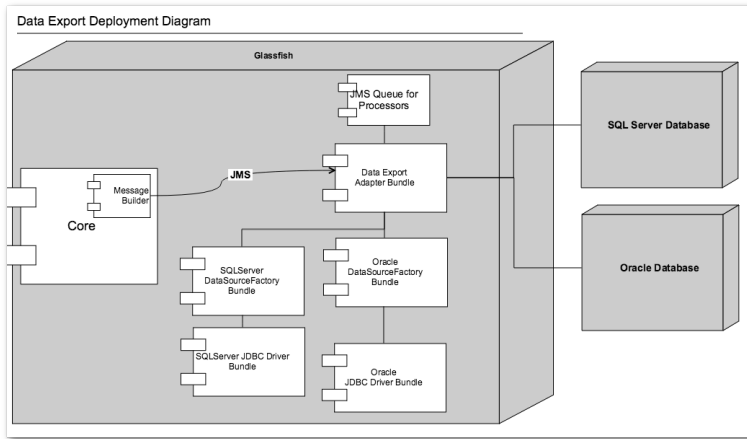 Data Export Deployment Diagram
Glassfish
JMS Queue for
Processors
SQL Server Database
Data Export
Adapter Bundle
JMS
Message
Builder
Core
SQLServer
DataSourceFactory
Bundle
Oracle
DataSourceFactory
Bundle
Oracle Database
SQLServer JDBC Driver
Bundle
Oracle
JDBC Driver Bundle